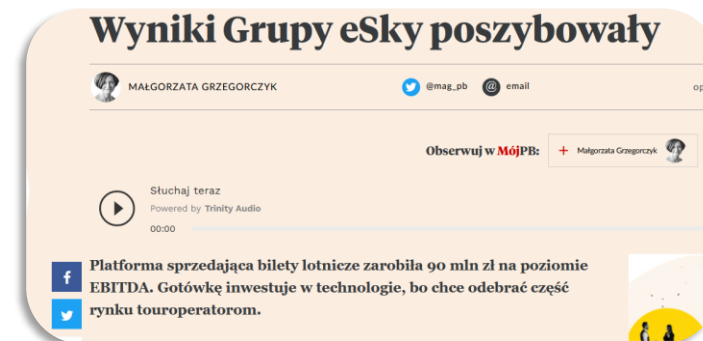 Wyniki Grupy eSky poszybowały
MAŁGORZATA GRZEGORCZYK
@mag_pb
@ email
op
Obserwuj w MójPB:
+ Małgorzata Grzegorczyk
Słuchaj teraz
Powered by Trinity Audio
00:00
Platforma sprzedająca bilety lotnicze zarobiła 90 mln zł na poziomie
EBITDA. Gotówkę inwestuje w technologie, bo chce odebrać część
rynku touroperatorom.